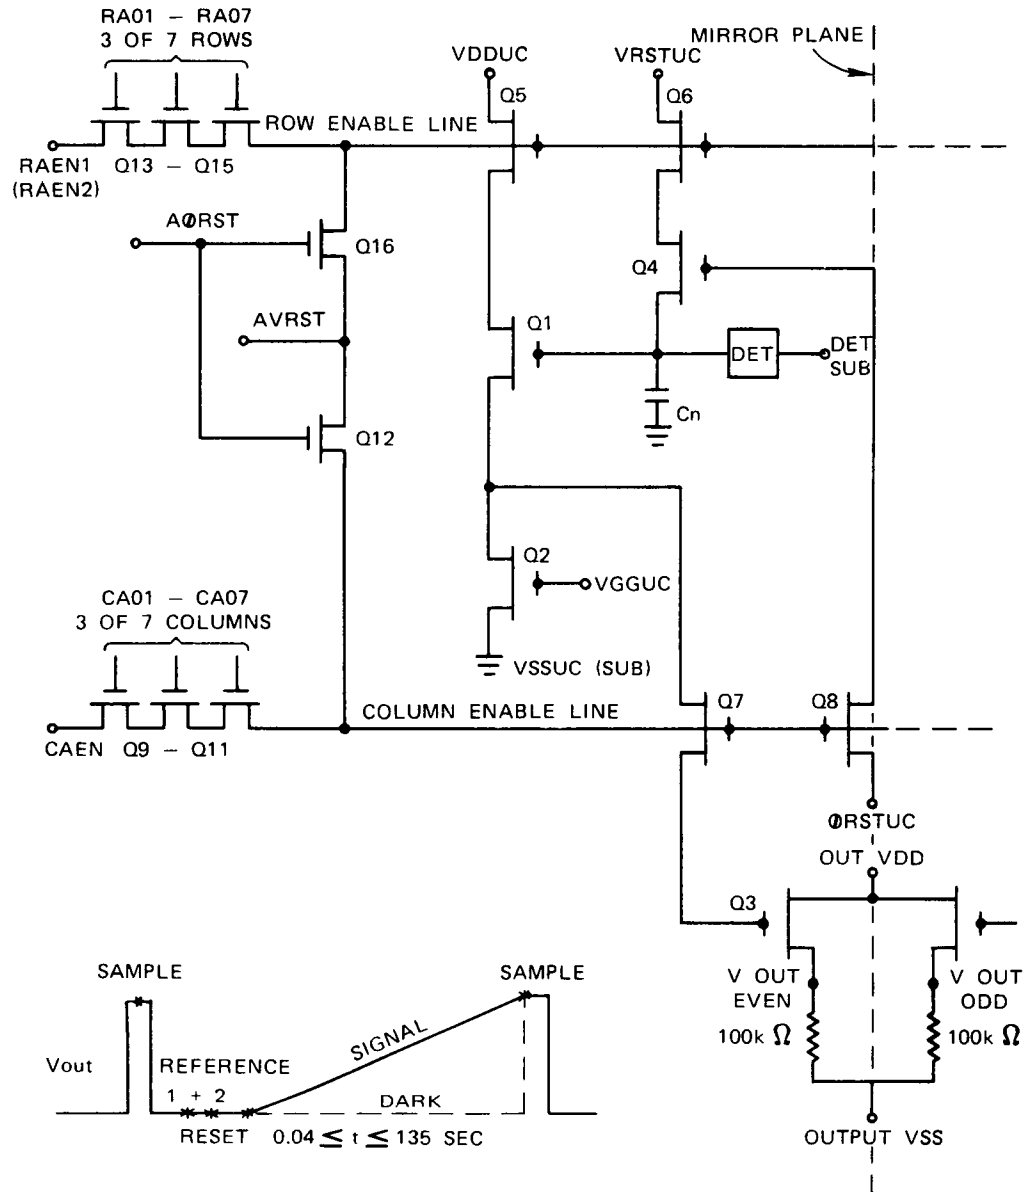 RA01 – RA07
3 OF 7 ROWS
MIRROR PLANE
VDDUC
VRSTUC
Q5
Q6
ROW ENABLE LINE
RAEN1
(RAEN2)
Q13 – Q15
AØRST
Q16
Q4
AVRST
Q1
DET
DET
SUB
Cn
Q12
Q2
VGGUC
CA01 – CA07
3 OF 7 COLUMNS
VSSUC (SUB)
Q7
Q8
COLUMN ENABLE LINE
CAEN
Q9 – Q11
ØRSTUC
OUT VDD
Q3
V OUT
EVEN
V OUT
ODD
100k Ω
100k Ω
OUTPUT VSS
SAMPLE
SAMPLE
Vout
REFERENCE
1 + 2
SIGNAL
DARK
RESET
0.04 ≤ t ≤ 135 SEC